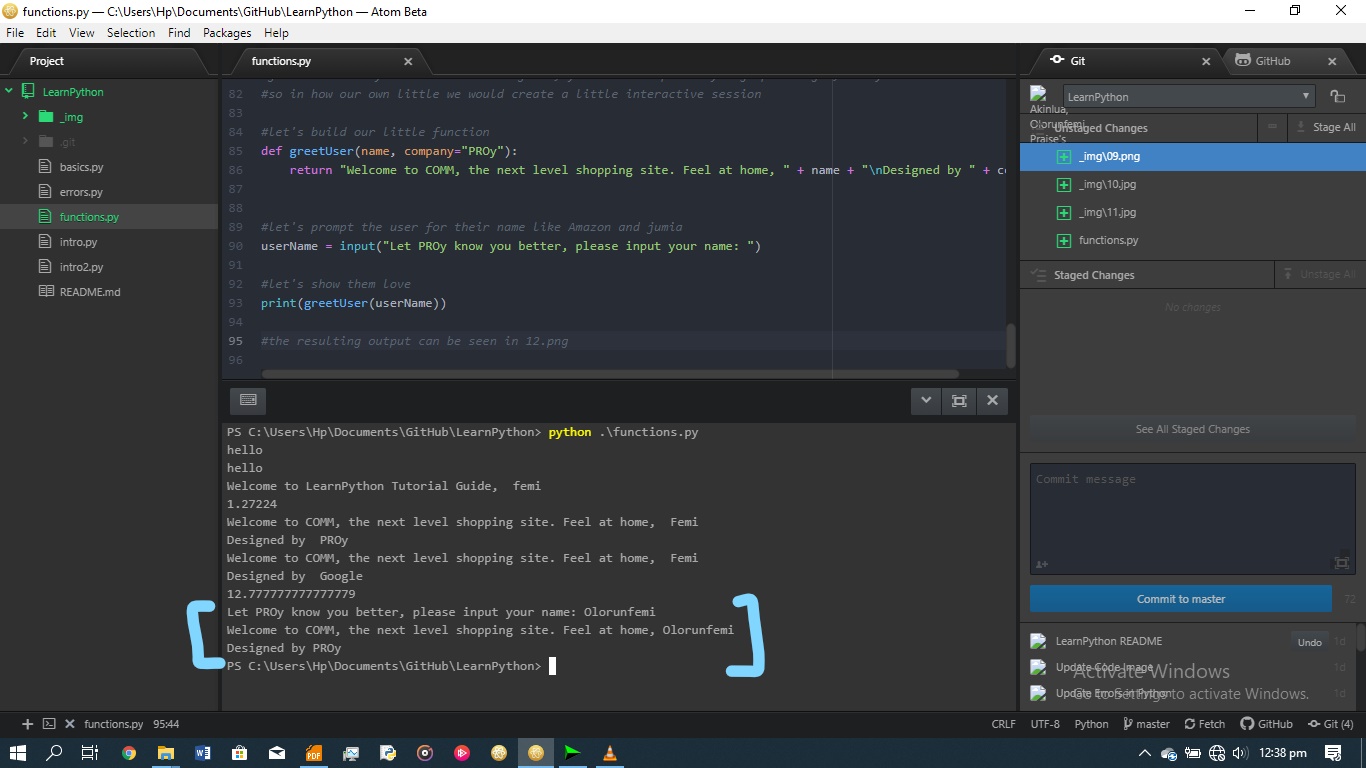 functions.py — C:\Users\Hp\Documents\GitHub\LearnPython — Atom Beta
File Edit View Selection Find Packages Help
Project
LearnPython
_img
.git
basics.py
errors.py
functions.py
intro.py
intro2.py
README.md
functions.py
82 #so in how our own little we would create a little interactive session
83
84 #let's build our little function
85 def greetUser(name, company="PROy"):
86 return "Welcome to COMM, the next level shopping site. Feel at home, " + name + "\nDesigned by " + c
87
88
89 #let's prompt the user for their name like Amazon and jumia
90 userName = input("Let PROy know you better, please input your name: ")
91
92 #let's show them love
93 print(greetUser(userName))
94
95 #the resulting output can be seen in 12.png
96
PS C:\Users\Hp\Documents\GitHub\LearnPython> python .\functions.py
hello
hello
Welcome to LearnPython Tutorial Guide,  femi
1.27224
Welcome to COMM, the next level shopping site. Feel at home,  Femi
Designed by  PROy
Welcome to COMM, the next level shopping site. Feel at home,  Femi
Designed by  Google
12.777777777777779
Let PROy know you better, please input your name: Olorunfemi
Welcome to COMM, the next level shopping site. Feel at home, Olorunfemi
Designed by PROy
PS C:\Users\Hp\Documents\GitHub\LearnPython>
Git
GitHub
Akinlua,
Olorunfemi
Praise's
LearnPython
Unstaged Changes
Stage All
_img\09.png
_img\10.jpg
_img\11.jpg
functions.py
Staged Changes
Unstage All
No changes
See All Staged Changes
Commit message
Commit to master
72
LearnPython README
Undo
1d
Update Code Image
1d
Update Errors in Python
1d
Activate Windows
Go to Settings to activate Windows.
functions.py 95:44
CRLF UTF-8 Python master Fetch GitHub Git (4)
12:38 pm